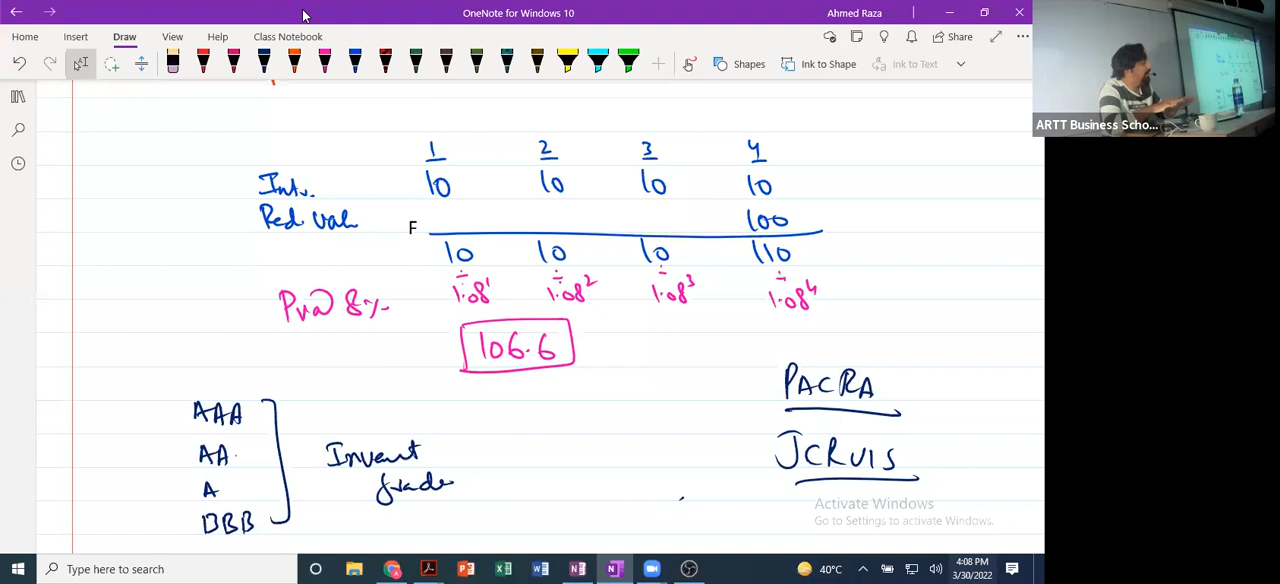 OneNote for Windows 10
Ahmed Raza
Home Insert Draw View Help Class Notebook
Share
Shapes Ink to Shape Ink to Text
ARTT Business Scho...
1 2 3 4
Int. 10 10 10 10
Red. Val 100
F
10 10 10 110
÷ ÷ ÷ ÷
PV@ 8% 1.08¹ 1.08² 1.08³ 1.08⁴
106.6
PACRA
AAA
AA
JCRVIS
A
grade
BBB
Activate Windows
Go to Settings to activate Windows.
Type here to search
40°C
4:08 PM
3/30/2022